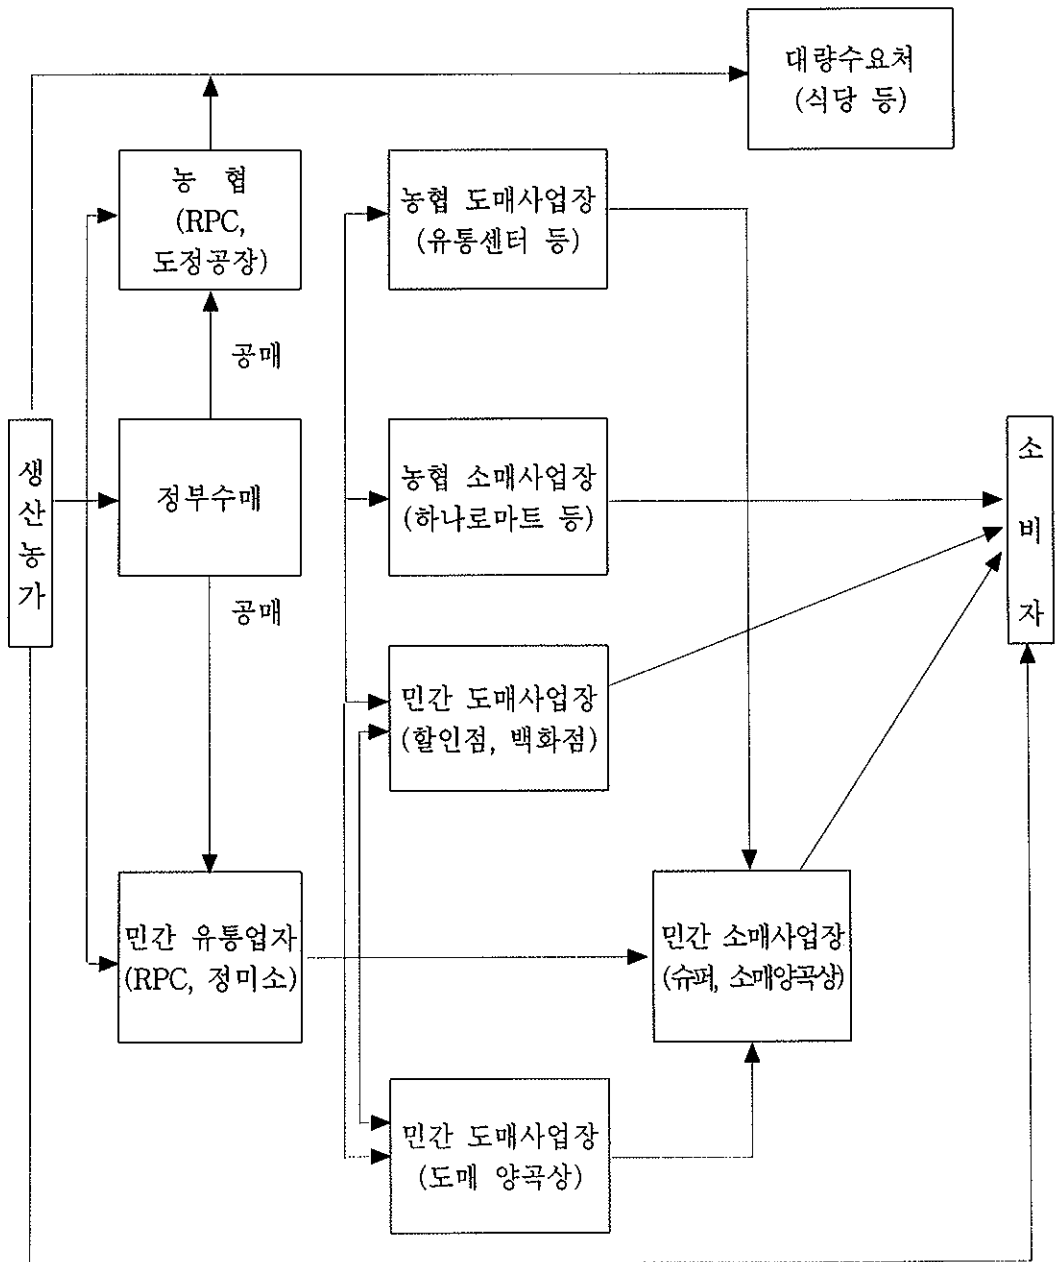 대량수요처
(식당 등)
농 협
(RPC,
도정공장)
농협 도매사업장
(유통센터 등)
공매
생
산
농
가
정부수매
농협 소매사업장
(하나로마트 등)
소
비
자
공매
민간 도매사업장
(할인점, 백화점)
민간 유통업자
(RPC, 정미소)
민간 소매사업장
(슈퍼, 소매양곡상)
민간 도매사업장
(도매 양곡상)